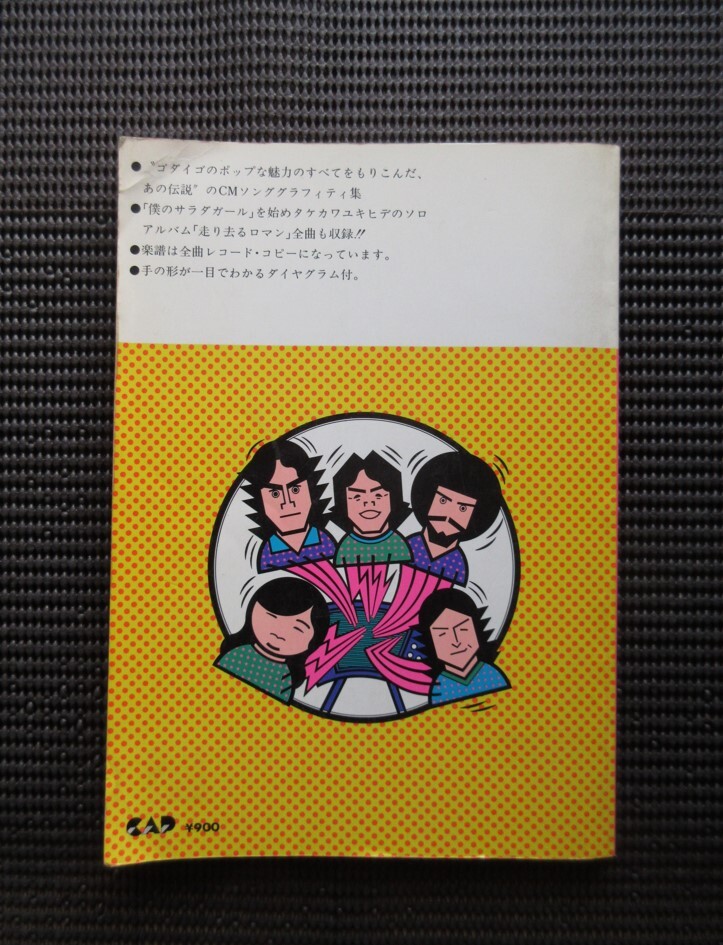 ●〝ゴダイゴのポップな魅力のすべてをもりこんだ、
あの伝説〟のCMソンググラフィティ集
●「僕のサラダガール」を始めタケカワユキヒデのソロ
アルバム「走り去るロマン」全曲も収録!!
●楽譜は全曲レコード・コピーになっています。
●手の形が一目でわかるダイヤグラム付。
CAP ¥900